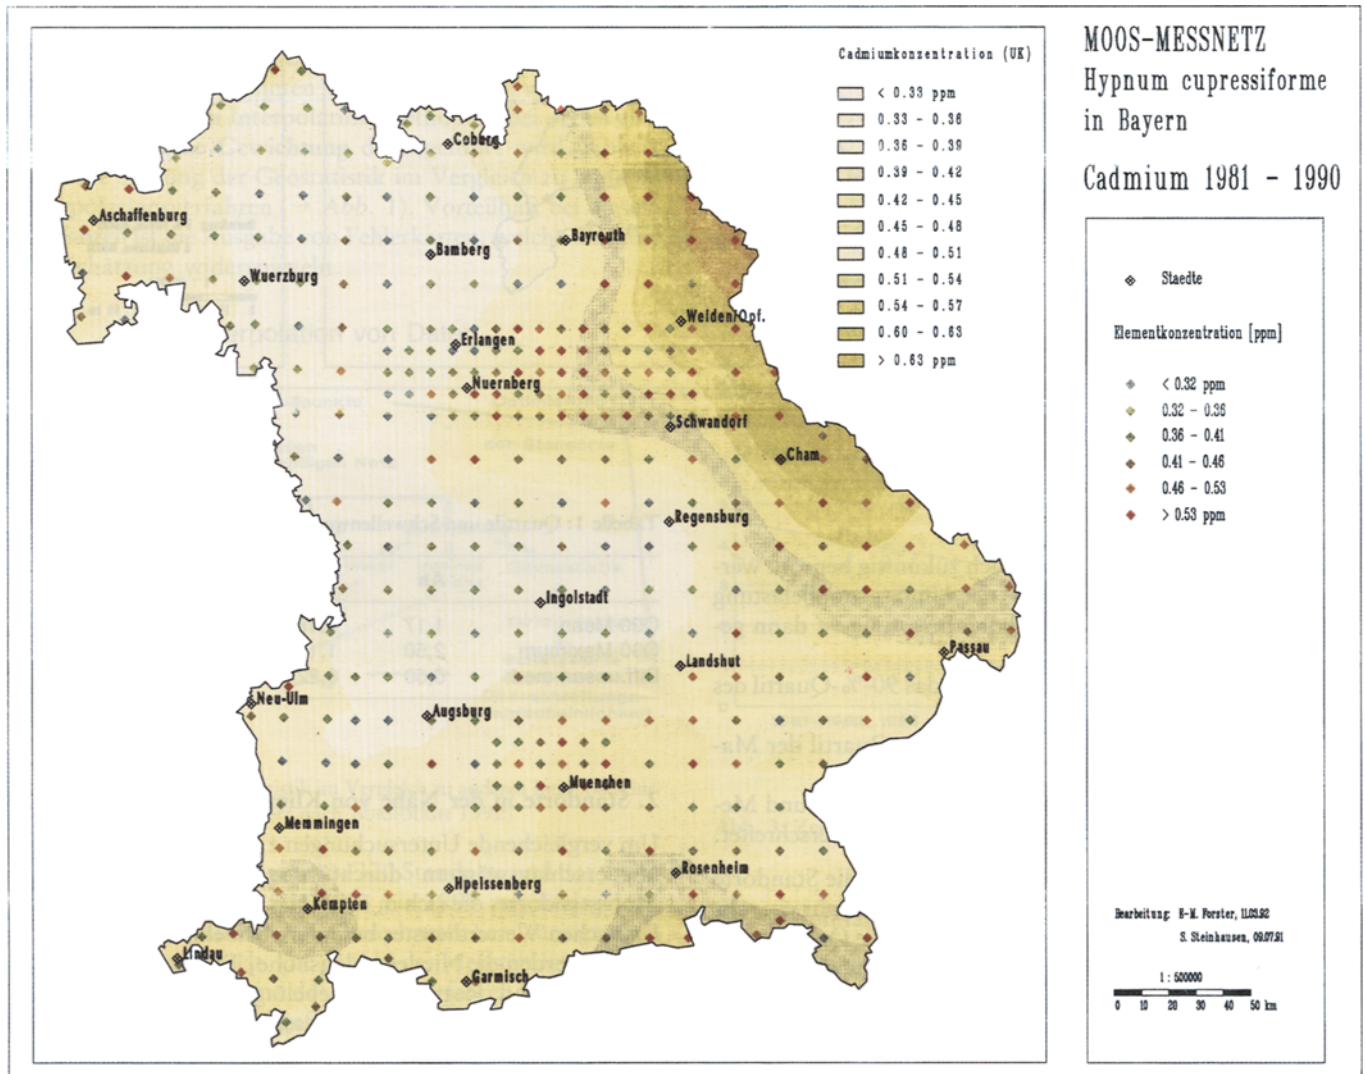 MOOS-MESSNETZ
Hypnum cupressiforme
in Bayern
Cadmium 1981 - 1990
Cadmiumkonzentration (UK)
< 0.33 ppm
0.33 - 0.36
0.36 - 0.39
0.39 - 0.42
0.42 - 0.45
0.45 - 0.48
0.48 - 0.51
0.51 - 0.54
0.54 - 0.57
0.60 - 0.63
> 0.63 ppm
Staedte
Elementkonzentration [ppm]
< 0.32 ppm
0.32 - 0.36
0.36 - 0.41
0.41 - 0.46
0.46 - 0.53
> 0.53 ppm
Coberg
Aschaffenburg
Bayreuth
Bamberg
Wuerzburg
Weiden/Opf.
Erlangen
Nuernberg
Schwandorf
Cham
Regensburg
Ingolstadt
Passau
Landshut
Neu-Ulm
Augsburg
Muenchen
Memmingen
Rosenheim
Hpeissenberg
Kempten
Lindau
Garmisch
Bearbeitung: E-M. Forster, 11.03.92
S. Steinhausen, 09.07.91
1 : 500000
0 10 20 30 40 50 km